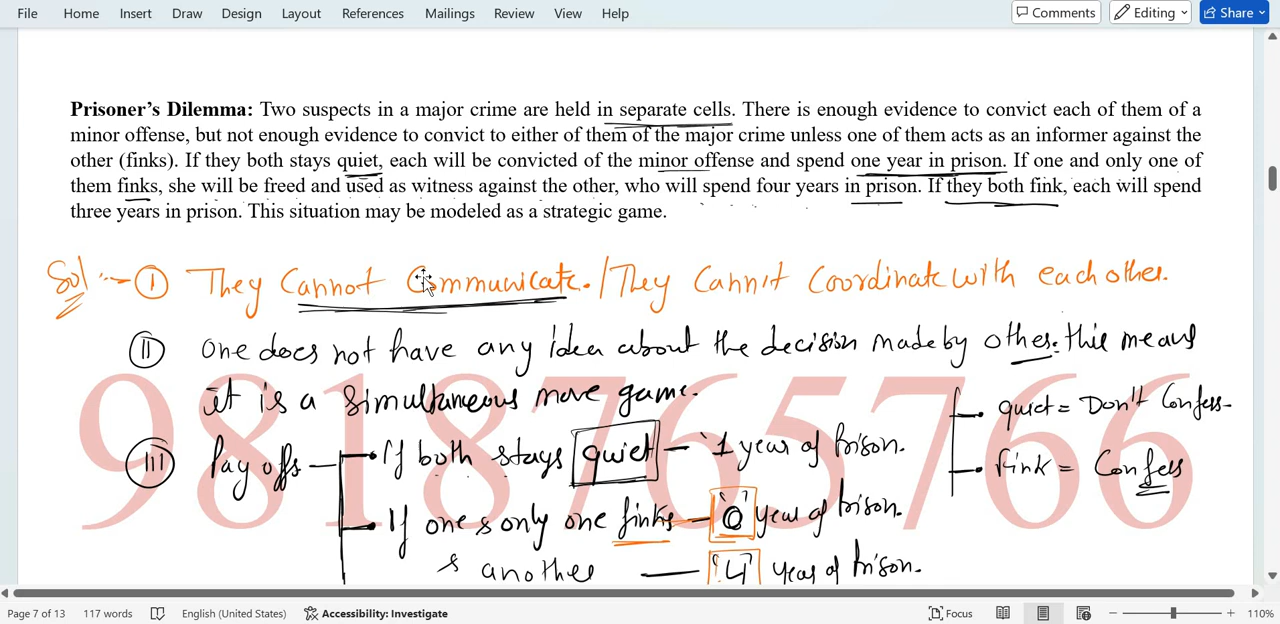 File Home Insert Draw Design Layout References Mailings Review View Help Comments Editing Share
Prisoner's Dilemma: Two suspects in a major crime are held in separate cells. There is enough evidence to convict each of them of a
minor offense, but not enough evidence to convict to either of them of the major crime unless one of them acts as an informer against the
other (finks). If they both stays quiet, each will be convicted of the minor offense and spend one year in prison. If one and only one of
them finks, she will be freed and used as witness against the other, who will spend four years in prison. If they both fink, each will spend
three years in prison. This situation may be modeled as a strategic game.
Sol :- I They Cannot Communicate. / They Cannot Coordinate with each other.
II One does not have any idea about the decision made by other. this means
it is a simultaneous move game.
quiet = Don't Confess
III Pay offs - If both stays quiet - '1 year of Prison.
fink = Confess
If one & only one finks - '0' year of Prison.
& another - '4' years of Prison.
9818765766
Page 7 of 13 117 words English (United States) Accessibility: Investigate Focus 110%